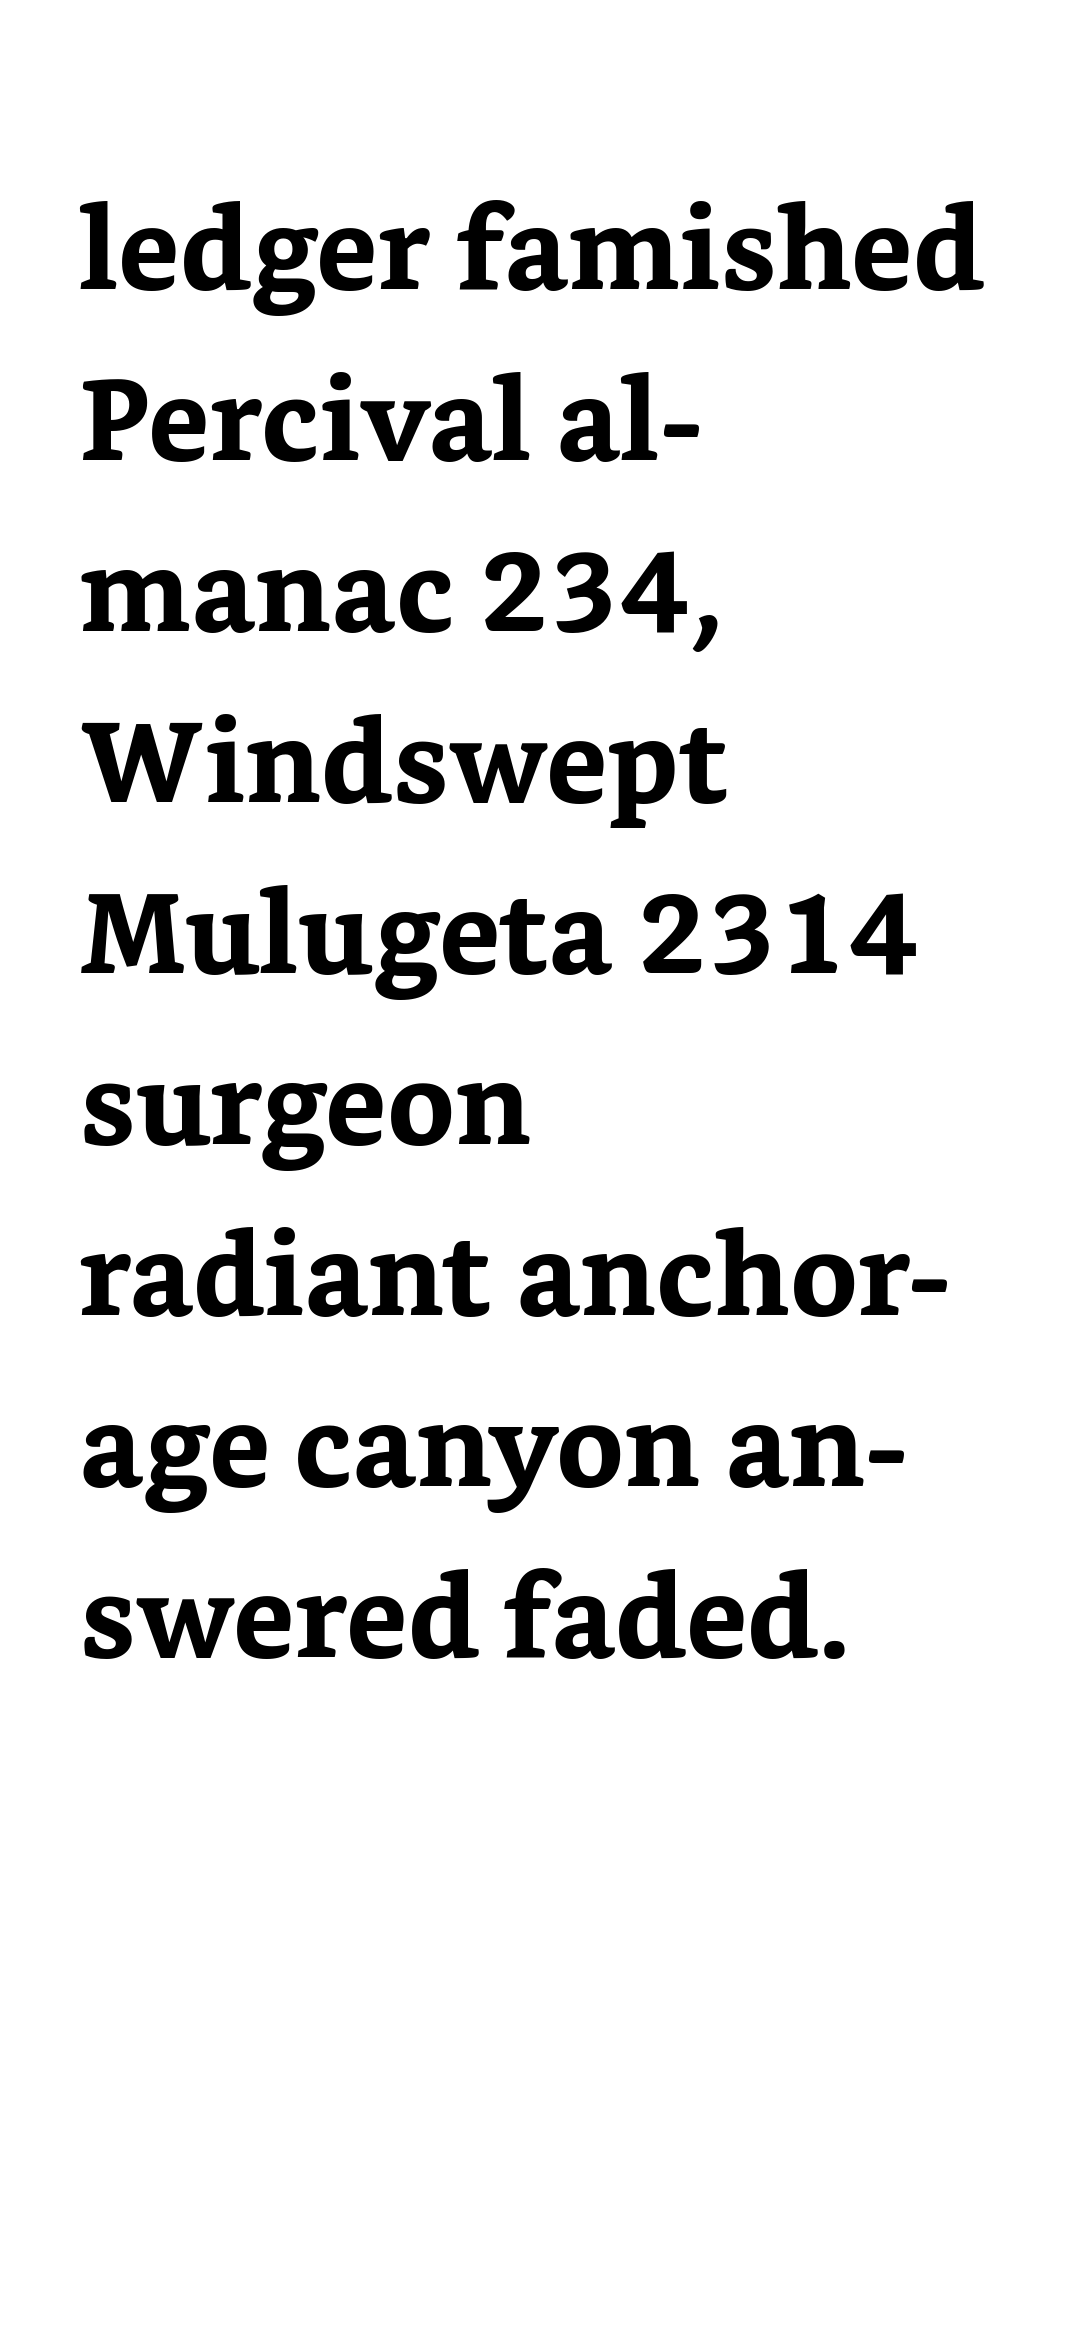 ledger famished
Percival al-
manac 234,
Windswept
Mulugeta 2314
surgeon
radiant anchor-
age canyon an-
swered faded.